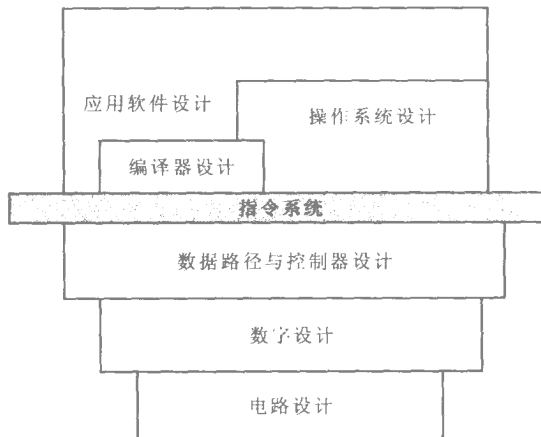 应用软件设计
操作系统设计
编译器设计
指令系统
数据路径与控制器设计
数字设计
电路设计